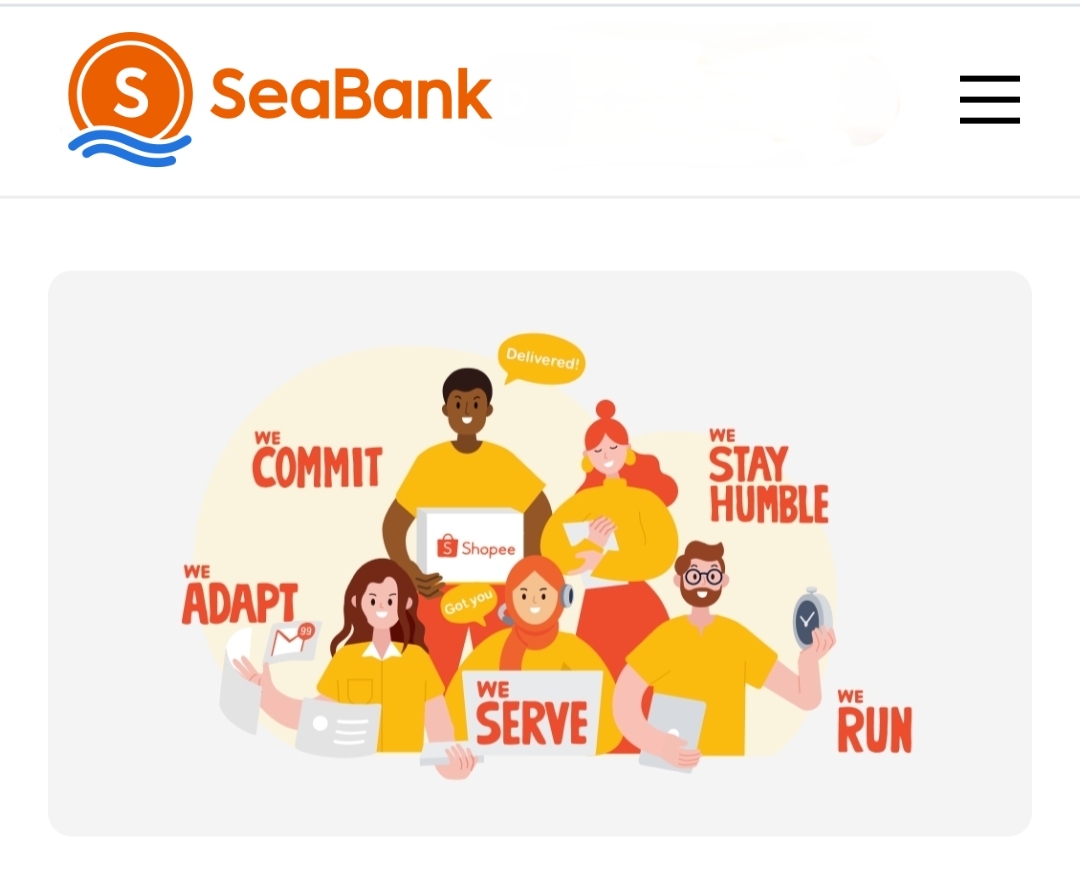 S SeaBank
Delivered!
WE
COMMIT
WE
STAY
HUMBLE
S Shopee
WE
ADAPT
99
Got you
WE
SERVE
WE
RUN